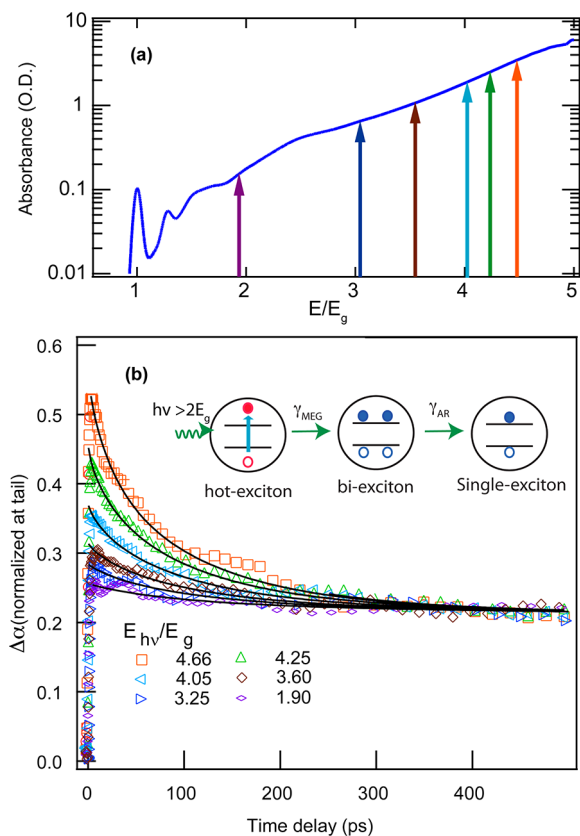 (a)
Absorbance (O.D.)
10
1
0.1
0.01
1 2 3 4 5
E/Eg
(b)
Δα(normalized at tail)
0.6
0.5
0.4
0.3
0.2
0.1
0.0
hν >2Eg
γMEG
γAR
hot-exciton
bi-exciton
Single-exciton
Ehν/Eg
4.66 4.25
4.05 3.60
3.25 1.90
0 100 200 300 400
Time delay (ps)